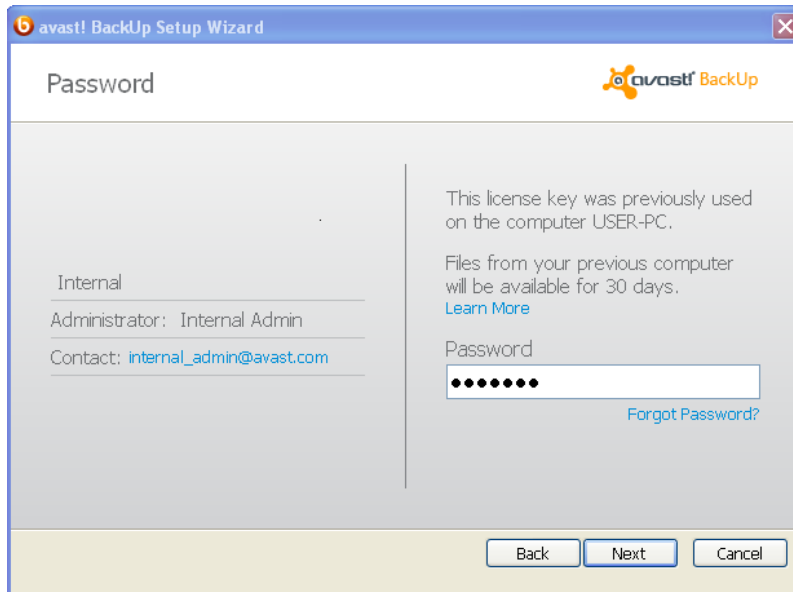 avast! BackUp Setup Wizard
Password
avast! BackUp
Internal
Administrator: Internal Admin
Contact: internal_admin@avast.com
This license key was previously used
on the computer USER-PC.
Files from your previous computer
will be available for 30 days.
Learn More
Password
●●●●●●●
Forgot Password?
Back
Next
Cancel